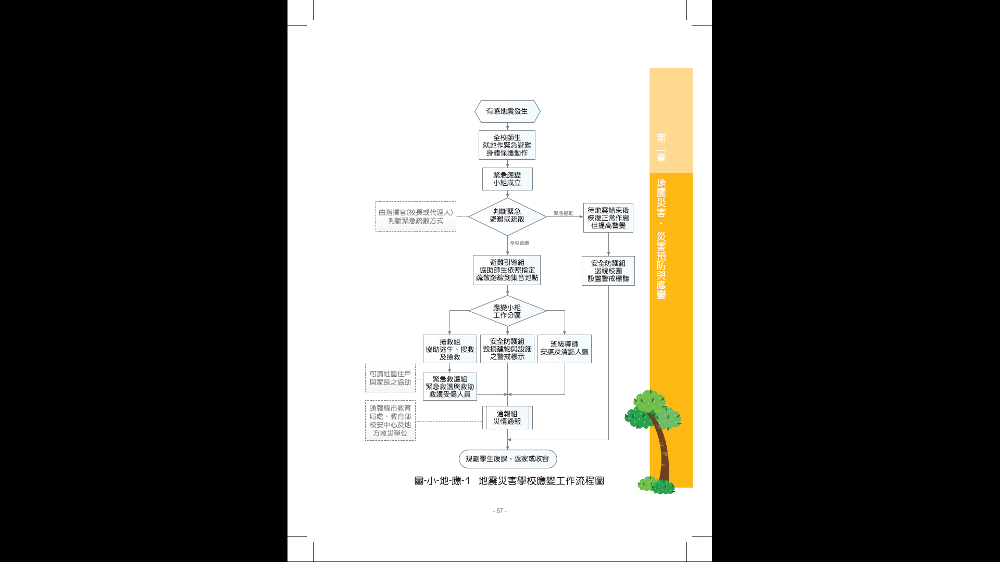 有感地震發生
全校師生
就地作緊急避難
身體保護動作
緊急應變
小組成立
由指揮官(校長或代理人)
判斷緊急疏散方式
判斷緊急
避難或疏散
緊急避難
待地震結束後
恢復正常作息
但提高警覺
全校疏散
避難引導組
協助師生依照指定
疏散路線到集合地點
安全防護組
巡視校園
設置警戒標誌
應變小組
工作分區
搶救組
協助逃生、搜救
及搶救
安全防護組
毀損建物與設施
之警戒標示
班級導師
安撫及清點人數
可請社區住戶
與家長之協助
緊急救護組
緊急救護與救助
救護受傷人員
通報縣市教育
局處、教育部
校安中心及地
方救災單位
通報組
災情通報
規劃學生復課、返家或收容
圖-小-地-應-1 地震災害學校應變工作流程圖
- 57 -
第二章
地震災害・災害預防與應變